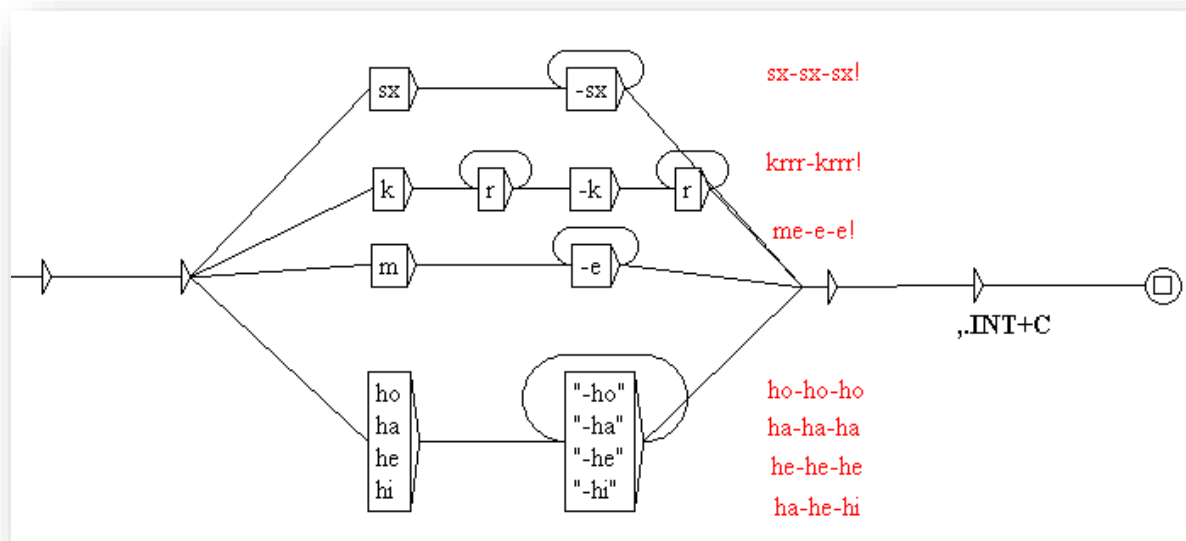 sx -sx sx-sx-sx!
k r -k r krrr-krrr!
me-e-e!
m -e
,.INT+C
ho "-ho" ho-ho-ho
ha "-ha" ha-ha-ha
he "-he" he-he-he
hi "-hi" ha-he-hi